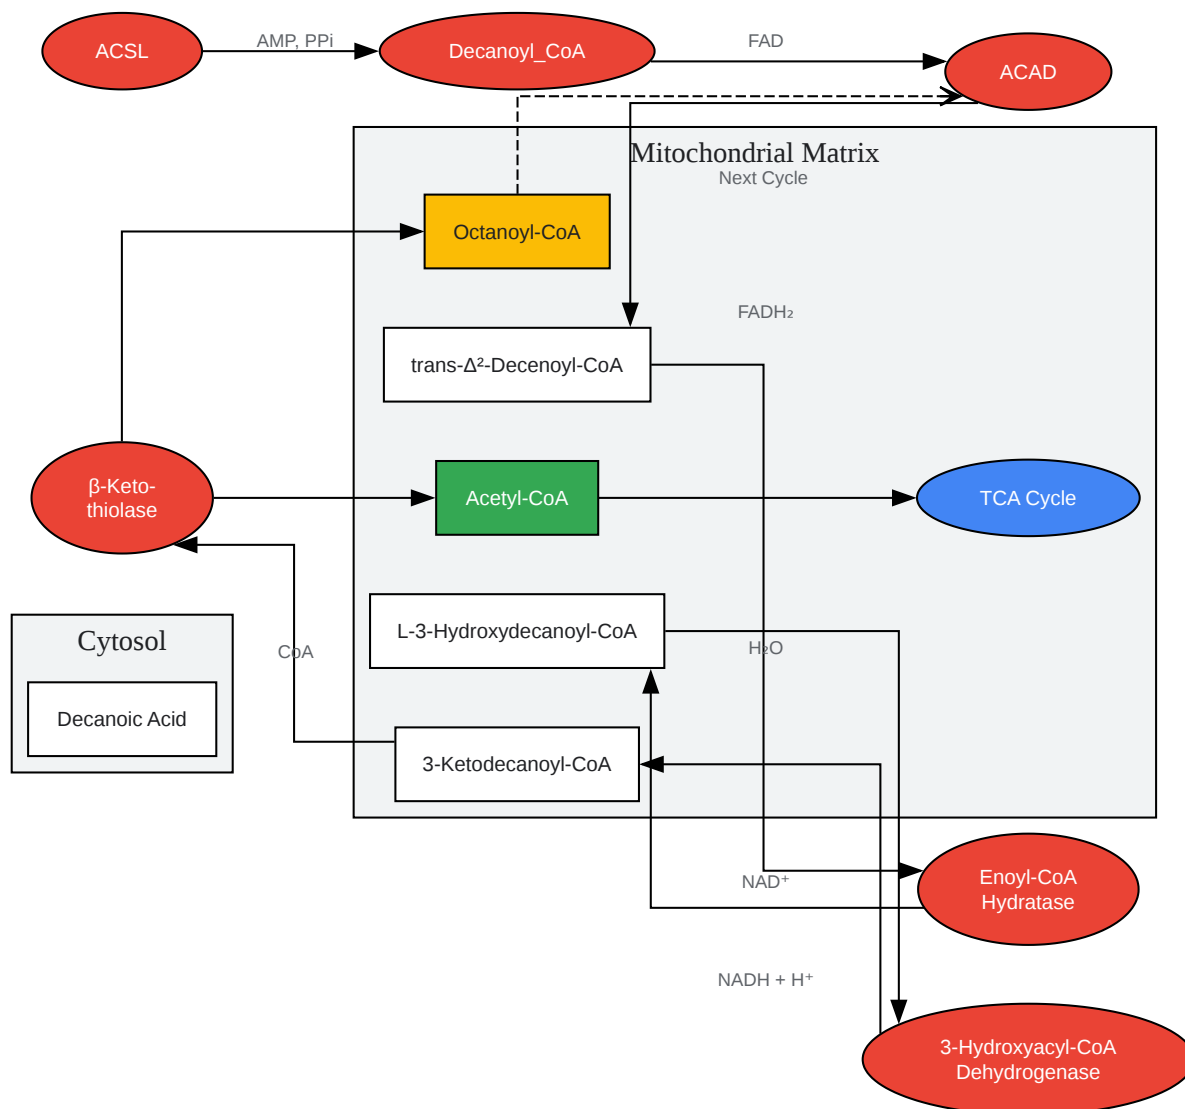 ACSL
AMP, PPi
Decanoyl_CoA
FAD
ACAD
Mitochondrial Matrix
Next Cycle
Octanoyl-CoA
FADH₂
trans-Δ²-Decenoyl-CoA
β-Keto-
thiolase
Acetyl-CoA
TCA Cycle
L-3-Hydroxydecanoyl-CoA
H₂O
Cytosol
CoA
Decanoic Acid
3-Ketodecanoyl-CoA
NAD⁺
Enoyl-CoA
Hydratase
NADH + H⁺
3-Hydroxyacyl-CoA
Dehydrogenase